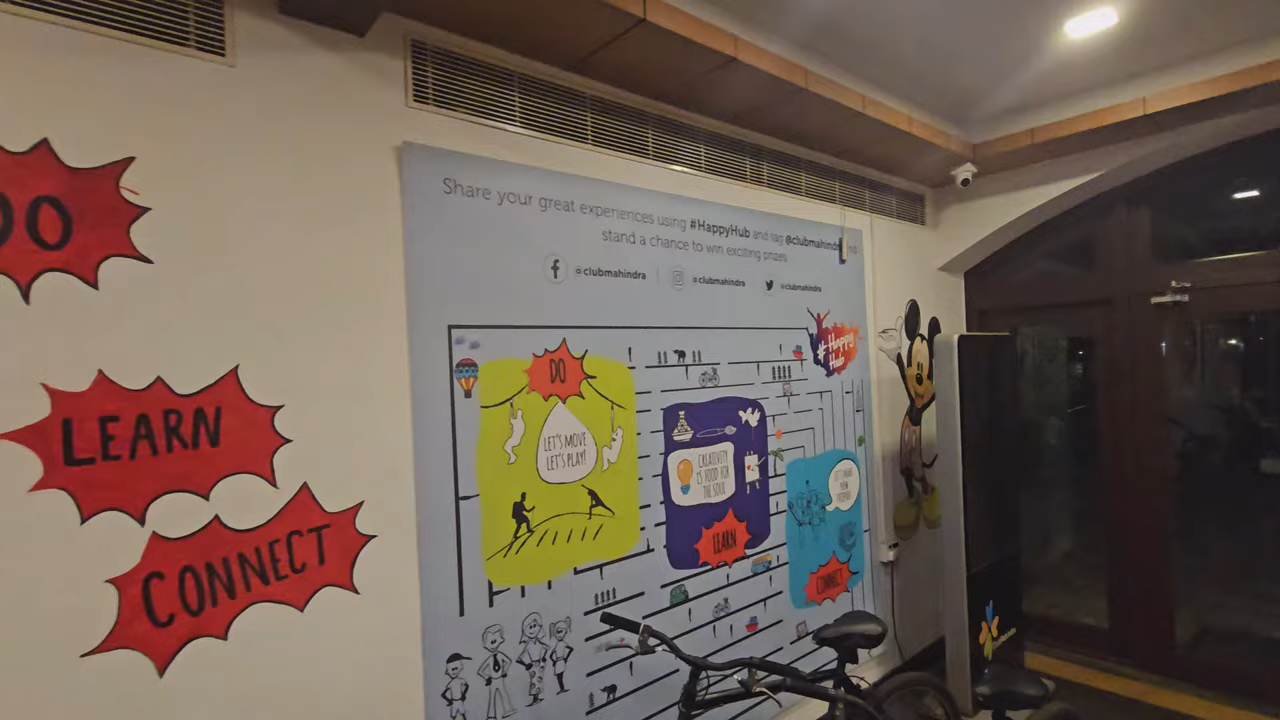 DO
LEARN
CONNECT
Share your great experiences using #HappyHub and tag @clubmahindra
stand a chance to win exciting prizes
@clubmahindra @clubmahindra @clubmahindra
#Happy
Hub
DO
LET'S MOVE
LET'S PLAY!
CREATIVITY
IS FOOD FOR
THE SOUL
LEARN
CONNECT